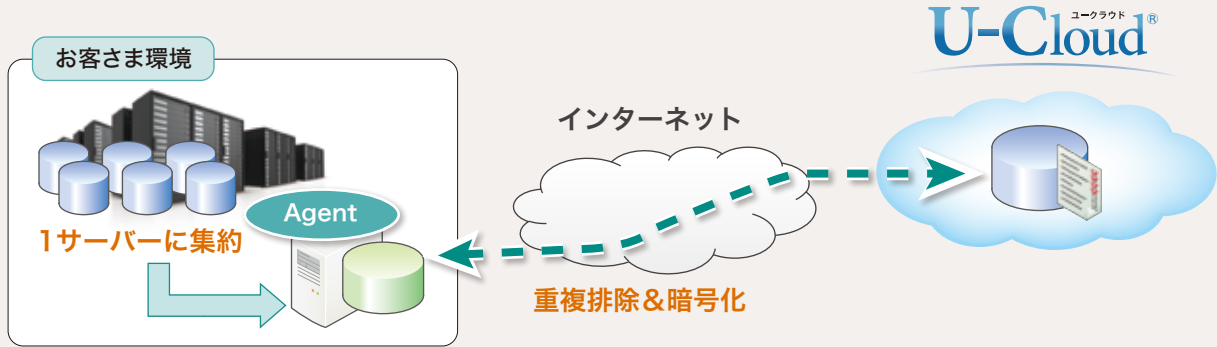 ユークラウド
U-Cloud®
お客さま環境
インターネット
Agent
1サーバーに集約
重複排除&暗号化